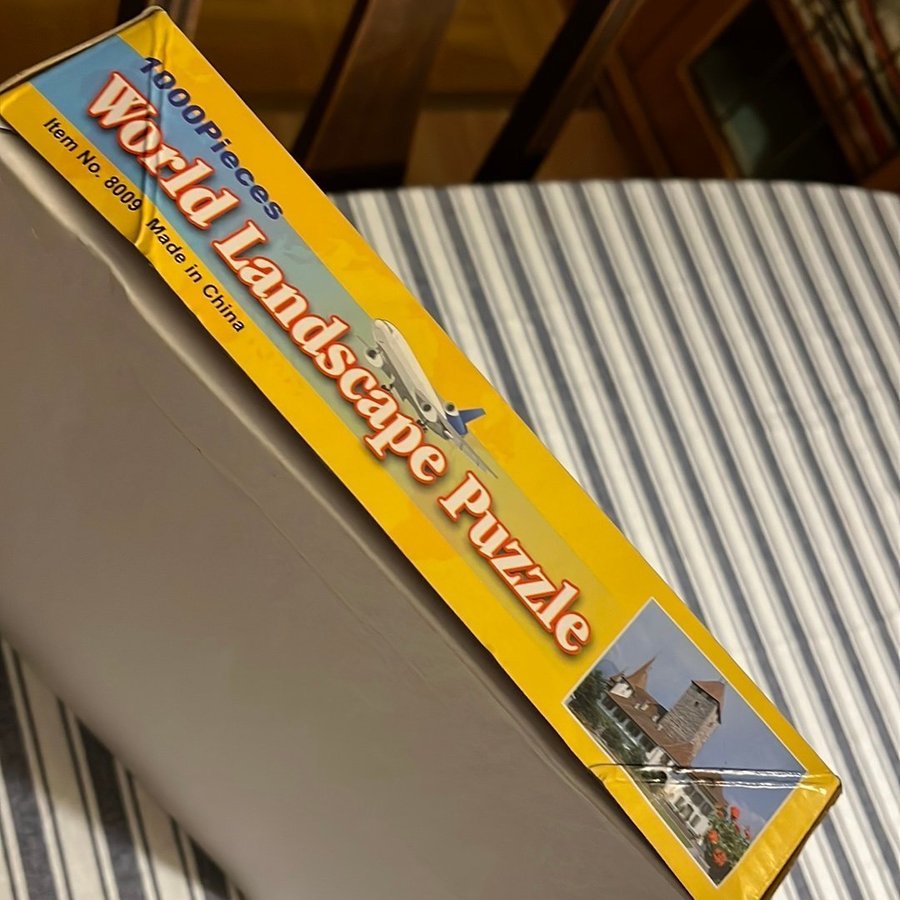 1000Pieces
World Landscape Puzzle
Item No. 8009 Made in China